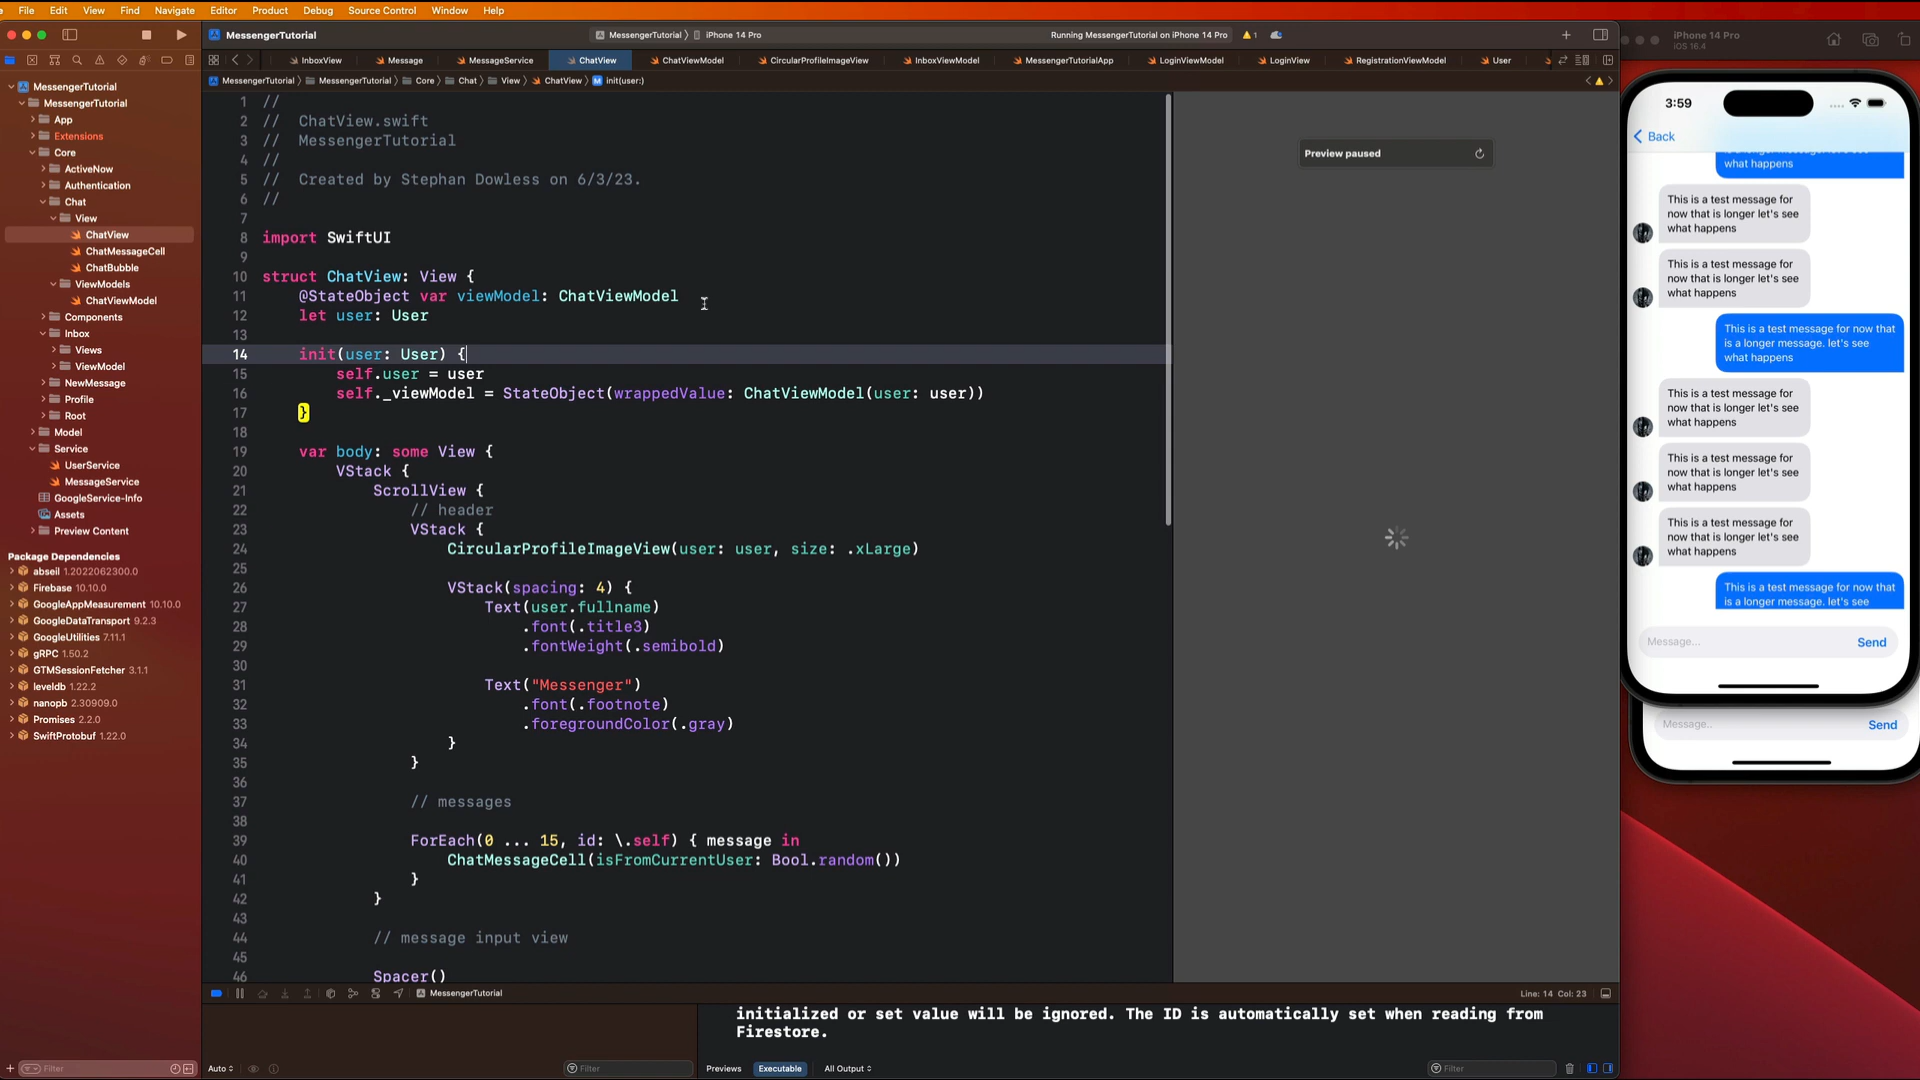 File Edit View Find Navigate Editor Product Debug Source Control Window Help
MessengerTutorial
MessengerTutorial iPhone 14 Pro
Running MessengerTutorial on iPhone 14 Pro
1
InboxView Message MessageService ChatView ChatViewModel CircularProfileImageView InboxViewModel MessengerTutorialApp LoginViewModel LoginView RegistrationViewModel User
MessengerTutorial MessengerTutorial Core Chat View ChatView init(user:)
MessengerTutorial
MessengerTutorial
App
Extensions
Core
ActiveNow
Authentication
Chat
View
ChatView
ChatMessageCell
ChatBubble
ViewModels
ChatViewModel
Components
Inbox
Views
ViewModel
NewMessage
Profile
Root
Model
Service
UserService
MessageService
GoogleService-Info
Assets
Preview Content
Package Dependencies
abseil 1.2022062300.0
Firebase 10.10.0
GoogleAppMeasurement 10.10.0
GoogleDataTransport 9.2.3
GoogleUtilities 7.11.1
gRPC 1.50.2
GTMSessionFetcher 3.1.1
leveldb 1.22.2
nanopb 2.30909.0
Promises 2.2.0
SwiftProtobuf 1.22.0
Filter
1 //
2 //  ChatView.swift
3 //  MessengerTutorial
4 //
5 //  Created by Stephan Dowless on 6/3/23.
6 //
7
8 import SwiftUI
9
10 struct ChatView: View {
11     @StateObject var viewModel: ChatViewModel
12     let user: User
13
14     init(user: User) {
15         self.user = user
16         self._viewModel = StateObject(wrappedValue: ChatViewModel(user: user))
17     }
18
19     var body: some View {
20         VStack {
21             ScrollView {
22                 // header
23                 VStack {
24                     CircularProfileImageView(user: user, size: .xLarge)
25
26                     VStack(spacing: 4) {
27                         Text(user.fullname)
28                             .font(.title3)
29                             .fontWeight(.semibold)
30
31                         Text("Messenger")
32                             .font(.footnote)
33                             .foregroundColor(.gray)
34                     }
35                 }
36
37                 // messages
38
39                 ForEach(0 ... 15, id: \.self) { message in
40                     ChatMessageCell(isFromCurrentUser: Bool.random())
41                 }
42             }
43
44             // message input view
45
46             Spacer()
Preview paused
MessengerTutorial
Line: 14 Col: 23
initialized or set value will be ignored. The ID is automatically set when reading from
Firestore.
Auto
Filter
Previews Executable All Output
Filter
iPhone 14 Pro
iOS 16.4
3:59
Back
what happens
This is a test message for
now that is longer let's see
what happens
This is a test message for
now that is longer let's see
what happens
This is a test message for now that
is a longer message. let's see
what happens
This is a test message for
now that is longer let's see
what happens
This is a test message for
now that is longer let's see
what happens
This is a test message for
now that is longer let's see
what happens
This is a test message for now that
is a longer message. let's see
Message... Send
Message.. Send